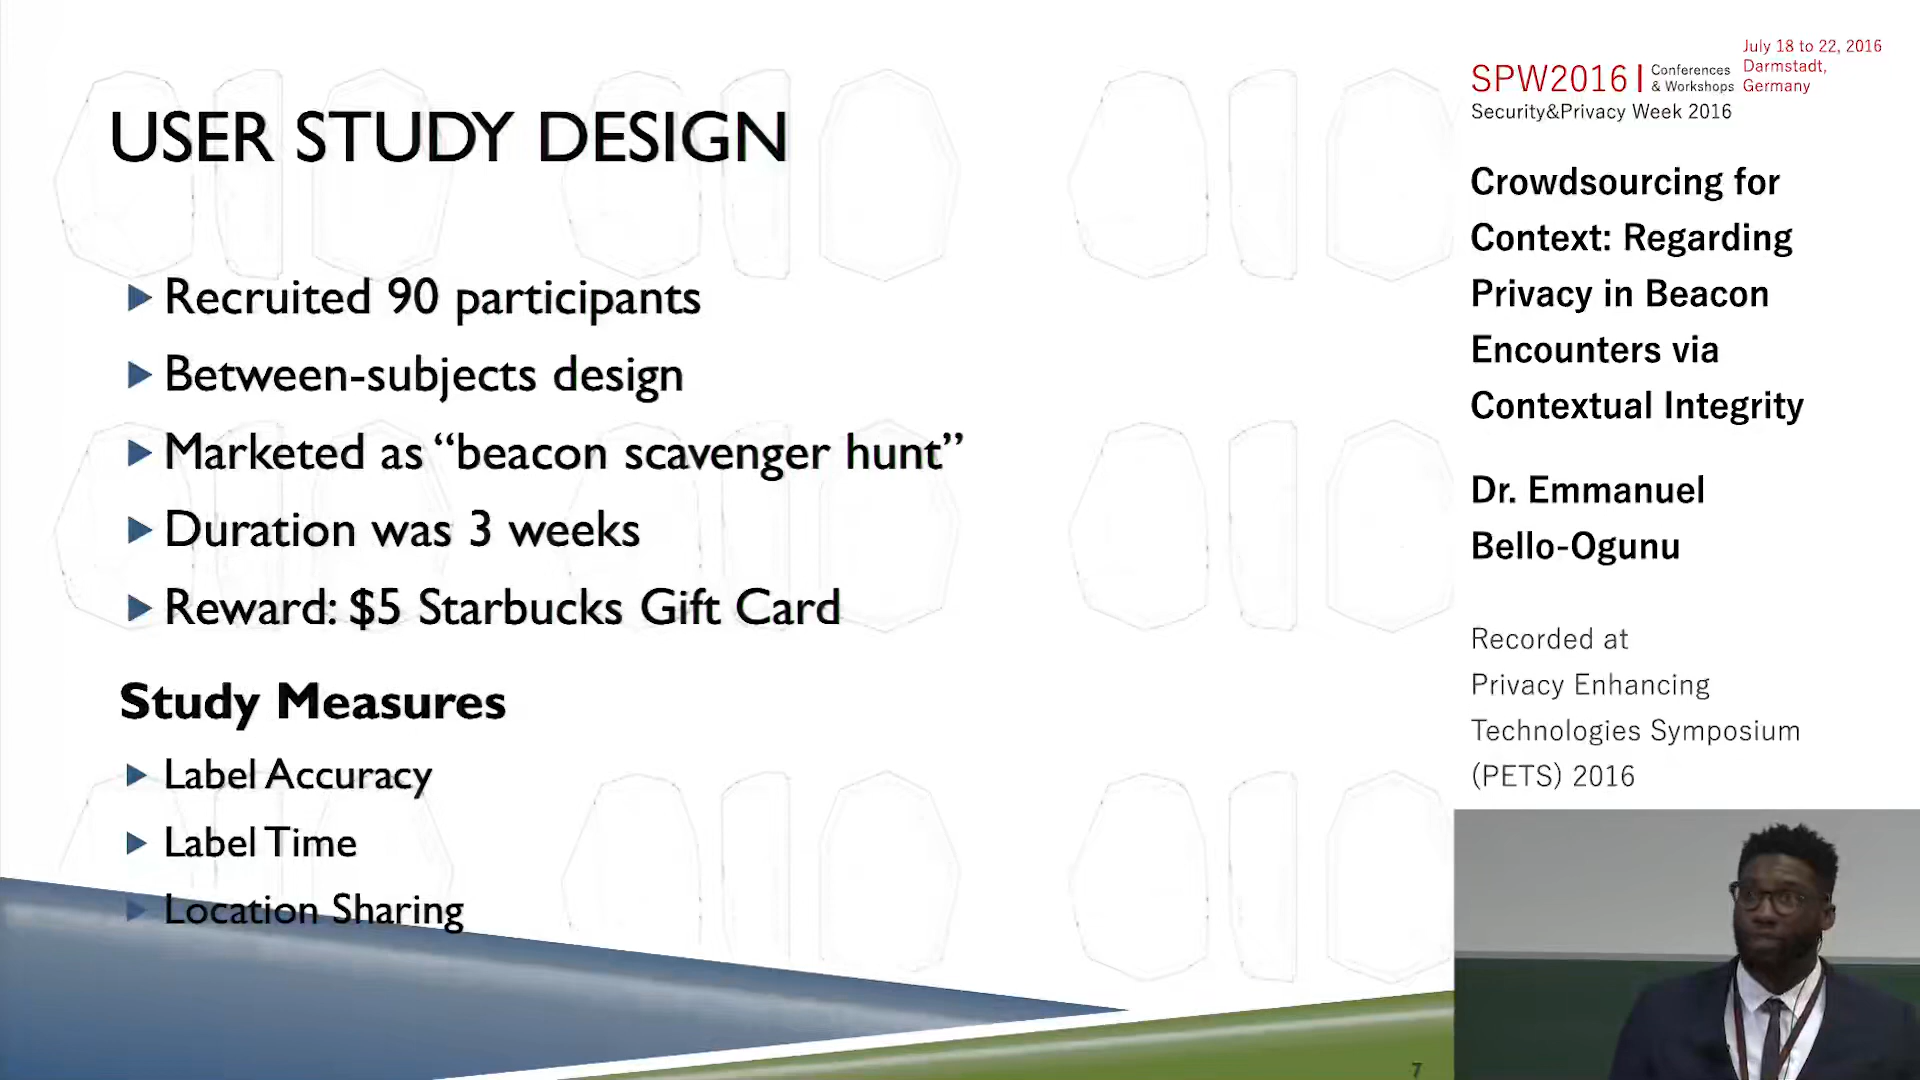 USER STUDY DESIGN
Recruited 90 participants
Between-subjects design
Marketed as “beacon scavenger hunt”
Duration was 3 weeks
Reward: $5 Starbucks Gift Card
Study Measures
Label Accuracy
Label Time
Location Sharing
7
SPW2016 | Conferences & Workshops
July 18 to 22, 2016
Darmstadt,
Germany
Security&Privacy Week 2016
Crowdsourcing for
Context: Regarding
Privacy in Beacon
Encounters via
Contextual Integrity
Dr. Emmanuel
Bello-Ogunu
Recorded at
Privacy Enhancing
Technologies Symposium
(PETS) 2016